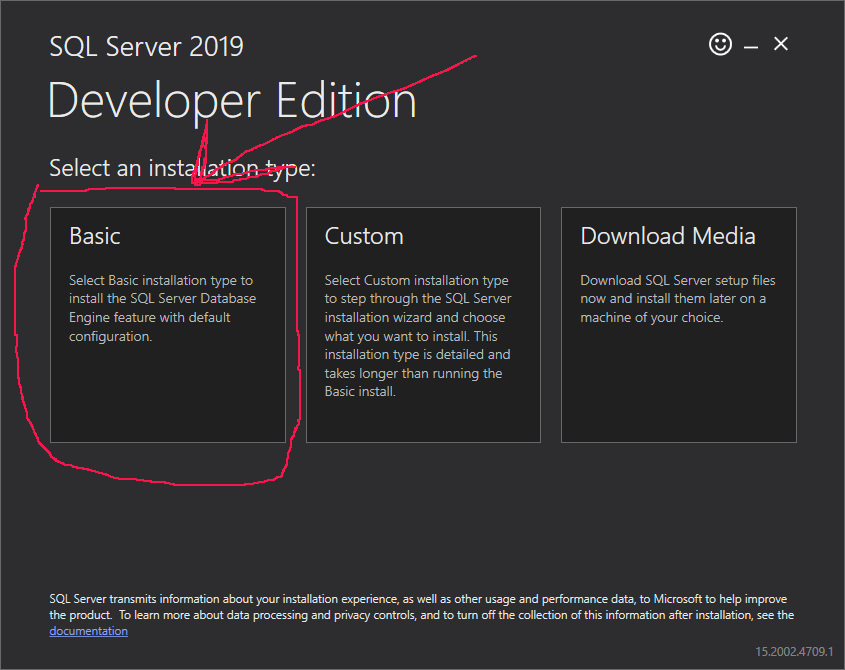 SQL Server 2019
Developer Edition
Select an installation type:
Basic
Select Basic installation type to
install the SQL Server Database
Engine feature with default
configuration.
Custom
Select Custom installation type
to step through the SQL Server
installation wizard and choose
what you want to install. This
installation type is detailed and
takes longer than running the
Basic install.
Download Media
Download SQL Server setup files
now and install them later on a
machine of your choice.
SQL Server transmits information about your installation experience, as well as other usage and performance data, to Microsoft to help improve
the product.  To learn more about data processing and privacy controls, and to turn off the collection of this information after installation, see the
documentation
15.2002.4709.1